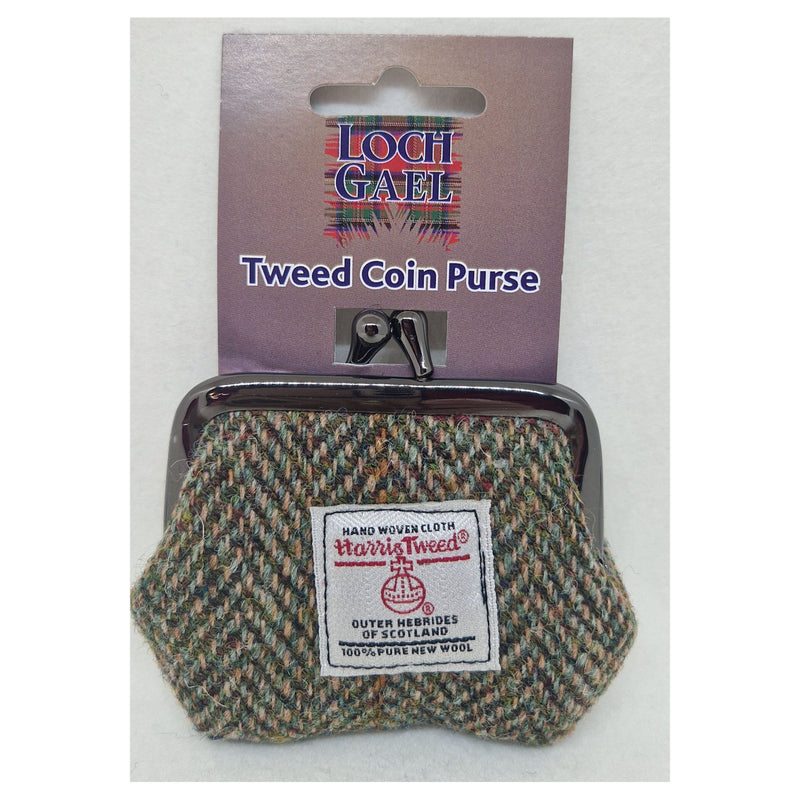 LOCH
GAEL
Tweed Coin Purse
HAND WOVEN CLOTH
Harris Tweed®
®
OUTER HEBRIDES
OF SCOTLAND
100% PURE NEW WOOL